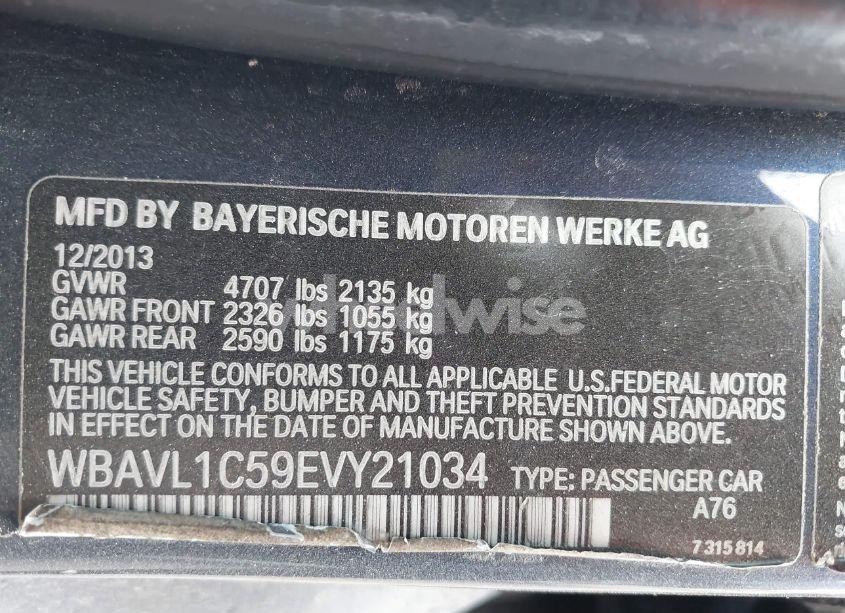 MFD BY BAYERISCHE MOTOREN WERKE AG
12/2013
GVWR 4707 lbs 2135 kg
GAWR FRONT 2326 lbs 1055 kg
GAWR REAR 2590 lbs 1175 kg
THIS VEHICLE CONFORMS TO ALL APPLICABLE U.S.FEDERAL MOTOR
VEHICLE SAFETY, BUMPER AND THEFT PREVENTION STANDARDS
IN EFFECT ON THE DATE OF MANUFACTURE SHOWN ABOVE.
WBAVL1C59EVY21034 TYPE: PASSENGER CAR
A76
7 315 814